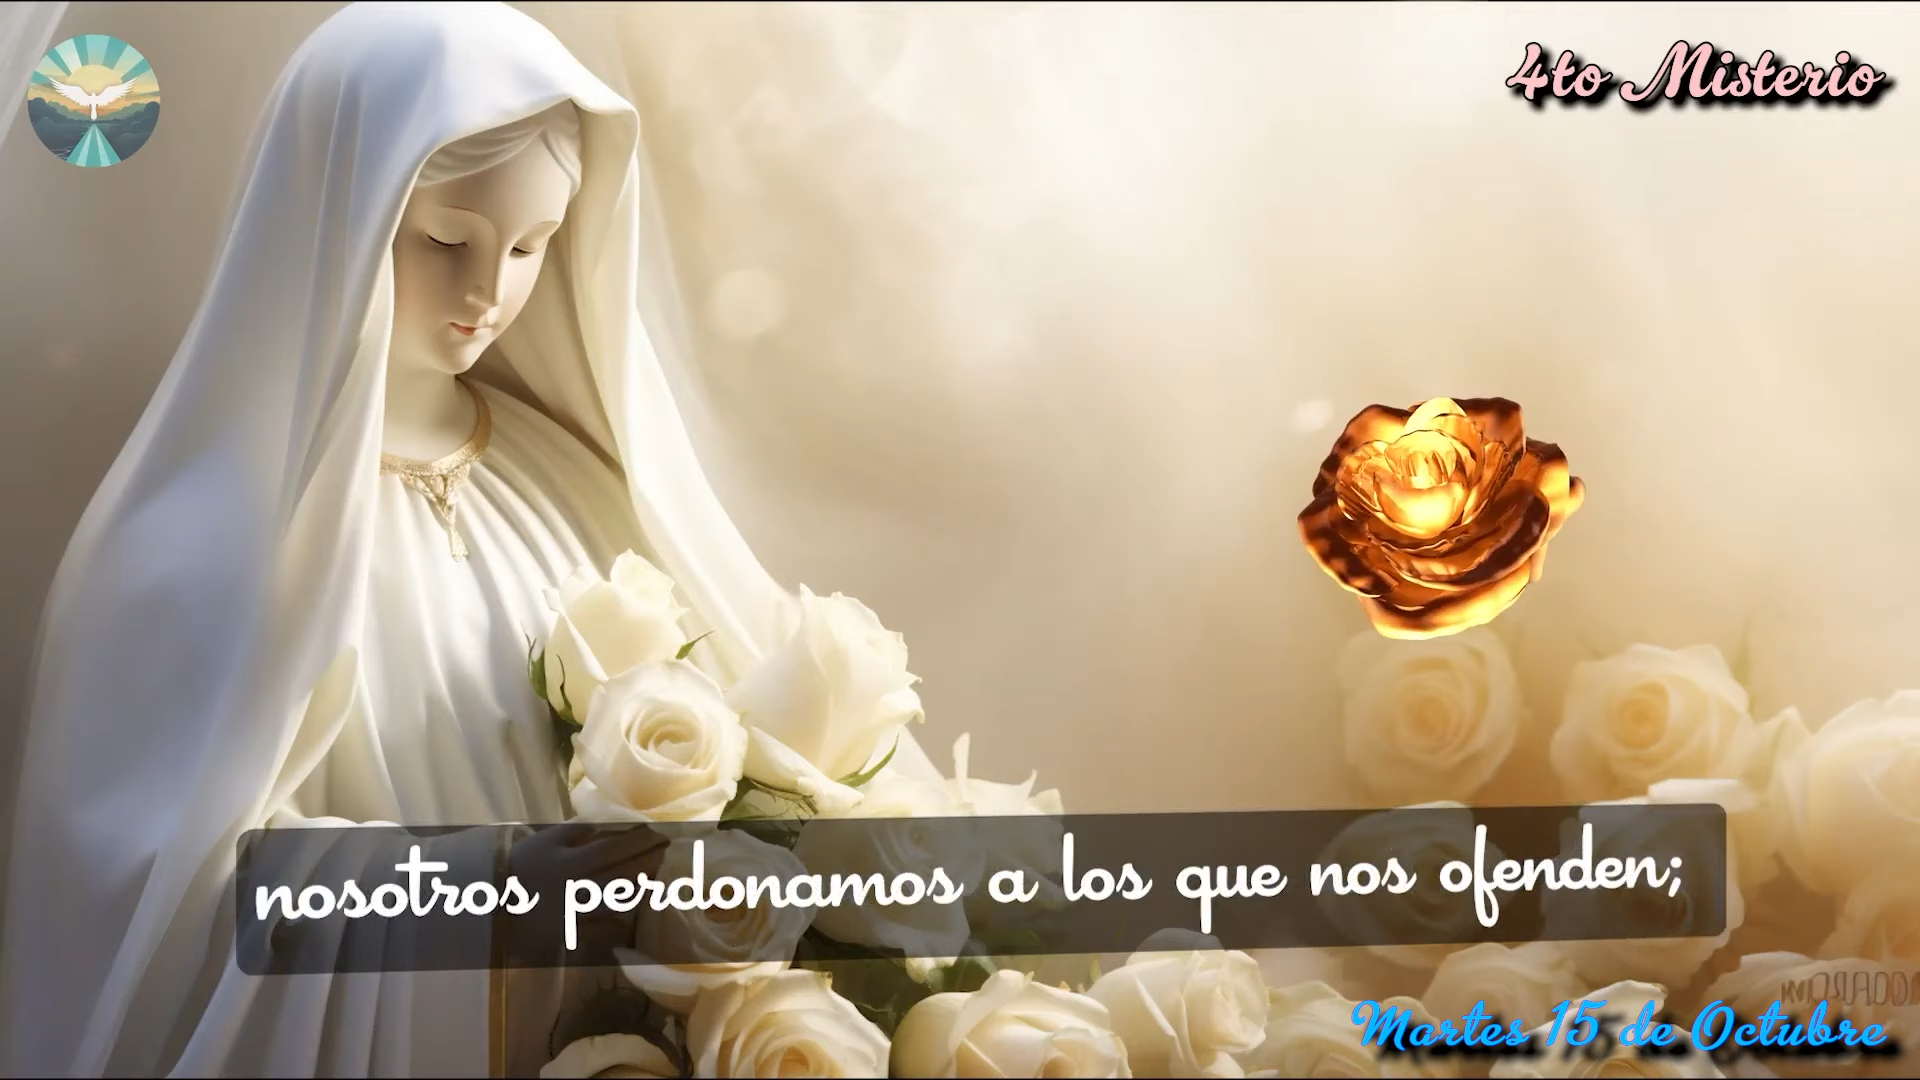 4to Misterio
nosotros perdonamos a los que nos ofenden;
Martes 15 de Octubre